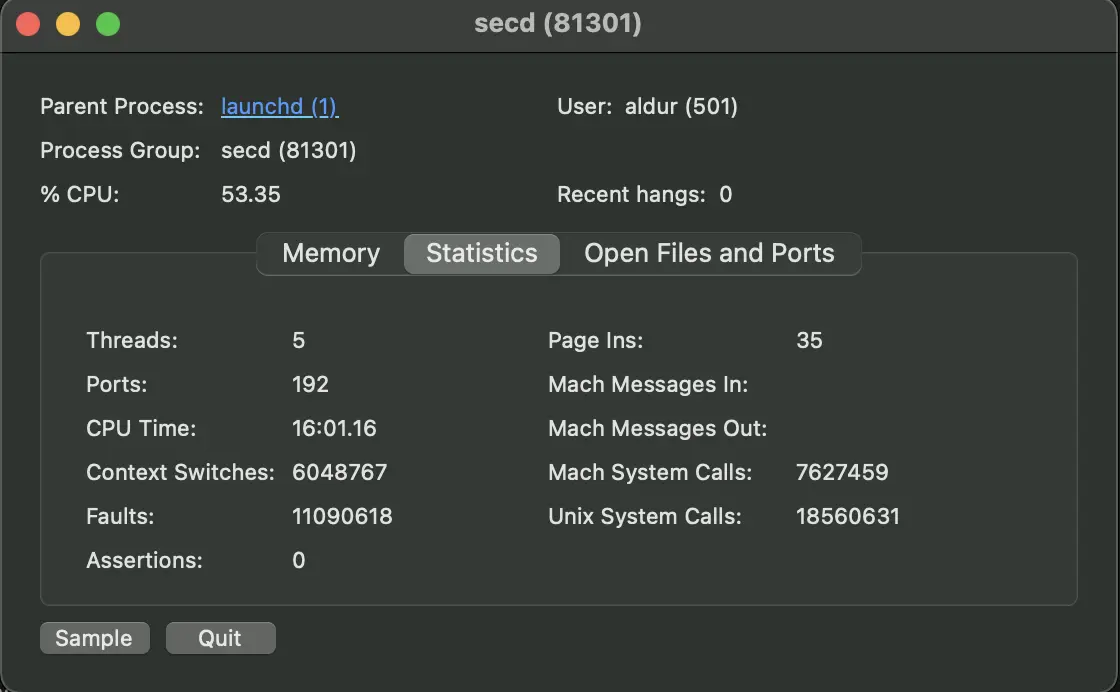 secd (81301)
Parent Process: launchd (1) User: aldur (501)
Process Group: secd (81301)
% CPU: 53.35 Recent hangs: 0
Memory Statistics Open Files and Ports
Threads: 5 Page Ins: 35
Ports: 192 Mach Messages In:
CPU Time: 16:01.16 Mach Messages Out:
Context Switches: 6048767 Mach System Calls: 7627459
Faults: 11090618 Unix System Calls: 18560631
Assertions: 0
Sample Quit